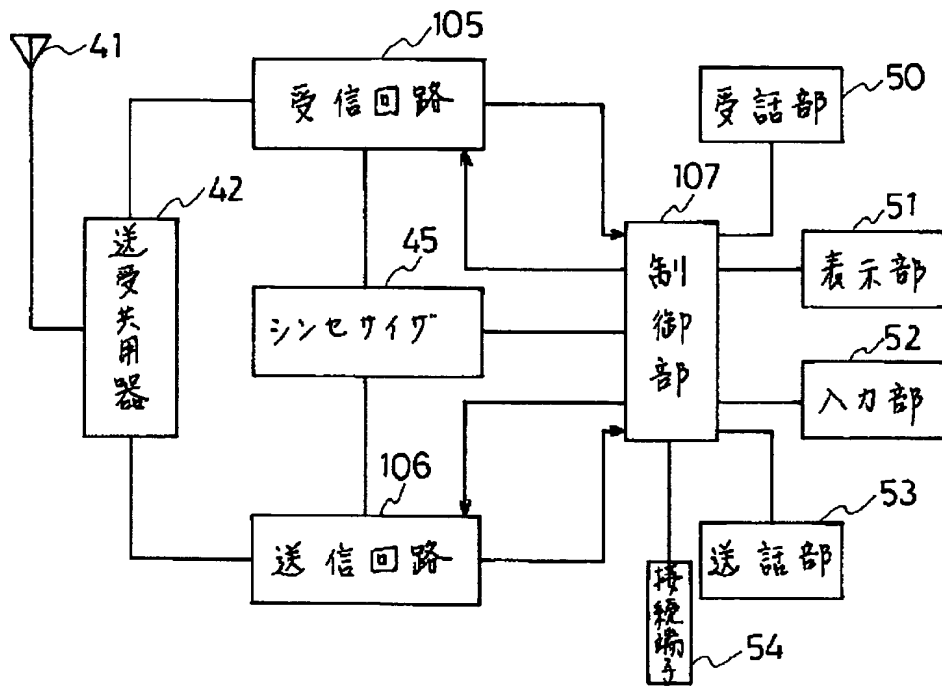 105
41
受信回路
50
受話部
42
107
送受共用器
45
51
制御部
表示部
シンセサイザ
52
入力部
106
送信回路
53
送話部
接続端子
54